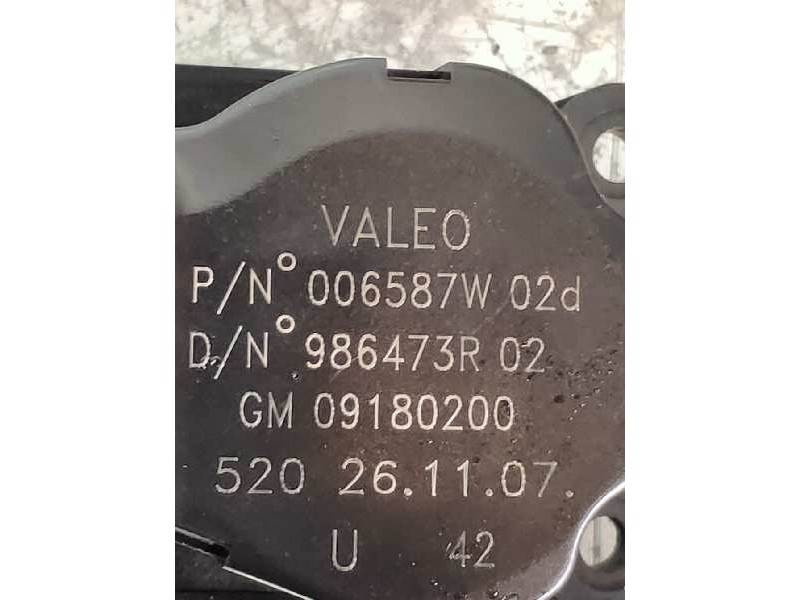 VALEO
P/N° 006587W 02d
D/N° 986473R 02
GM 09180200
520 26.11.07.
U 42